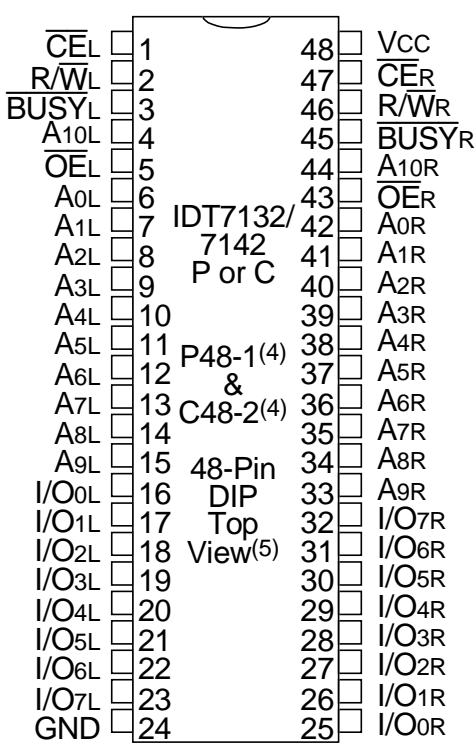 CEL 1 48 VCC
R/WL 2 47 CER
BUSYL 3 46 R/WR
A10L 4 45 BUSYR
OEL 5 44 A10R
A0L 6 43 OER
A1L 7 IDT7132/ 42 A0R
A2L 8 7142 41 A1R
A3L 9 P or C 40 A2R
A4L 10 39 A3R
A5L 11 P48-1(4) 38 A4R
A6L 12 & 37 A5R
A7L 13 C48-2(4) 36 A6R
A8L 14 35 A7R
A9L 15 48-Pin 34 A8R
I/O0L 16 DIP 33 A9R
I/O1L 17 Top 32 I/O7R
I/O2L 18 View(5) 31 I/O6R
I/O3L 19 30 I/O5R
I/O4L 20 29 I/O4R
I/O5L 21 28 I/O3R
I/O6L 22 27 I/O2R
I/O7L 23 26 I/O1R
GND 24 25 I/O0R